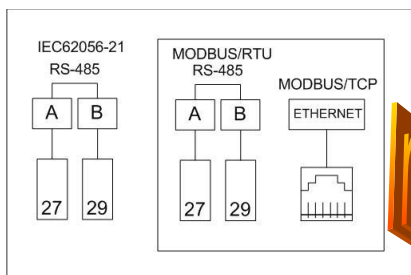 IEC62056-21
RS-485
A B
27 29
MODBUS/RTU
RS-485
A B
27 29
MODBUS/TCP
ETHERNET